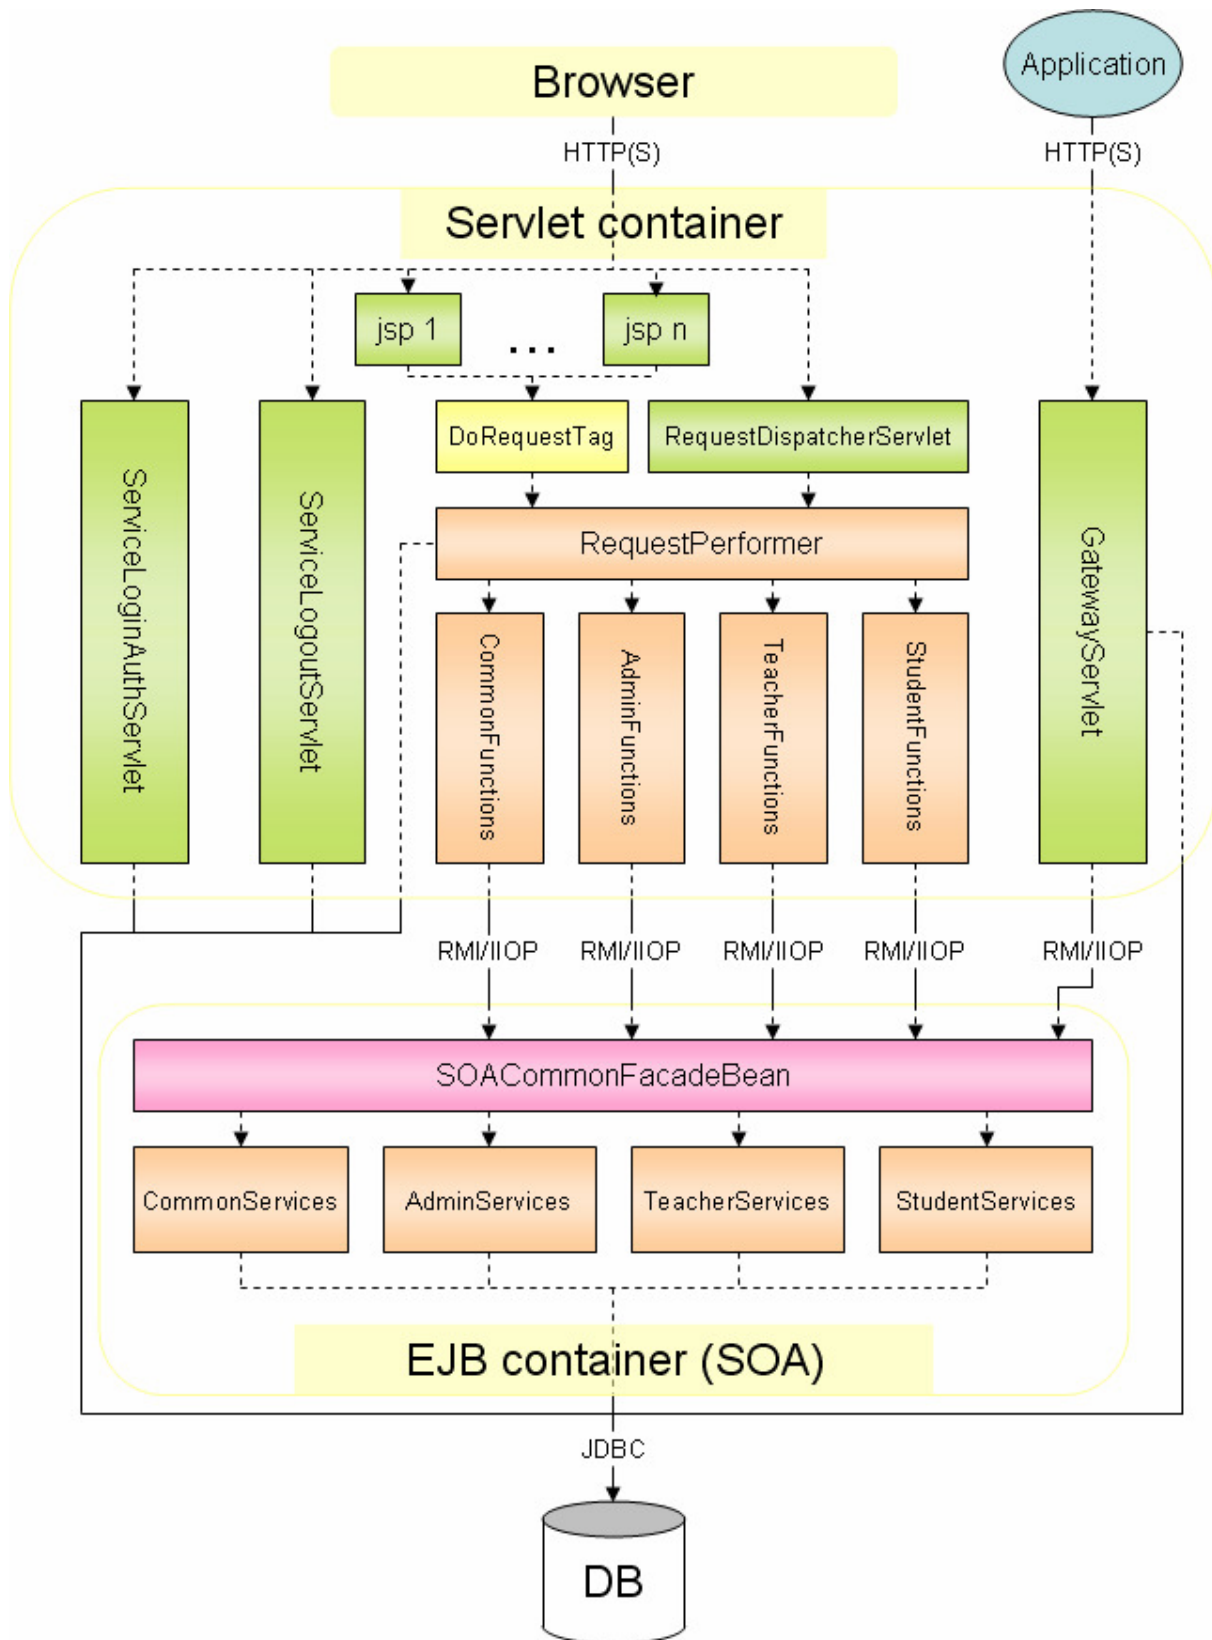 Browser
Application
HTTP(S)
HTTP(S)
Servlet container
jsp 1
...
jsp n
DoRequestTag
RequestDispatcherServlet
ServiceLoginAuthServlet
ServiceLogoutServlet
RequestPerformer
GatewayServlet
CommonFunctions
AdminFunctions
TeacherFunctions
StudentFunctions
RMI/IIOP
RMI/IIOP
RMI/IIOP
RMI/IIOP
RMI/IIOP
SOACommonFacadeBean
CommonServices
AdminServices
TeacherServices
StudentServices
EJB container (SOA)
JDBC
DB